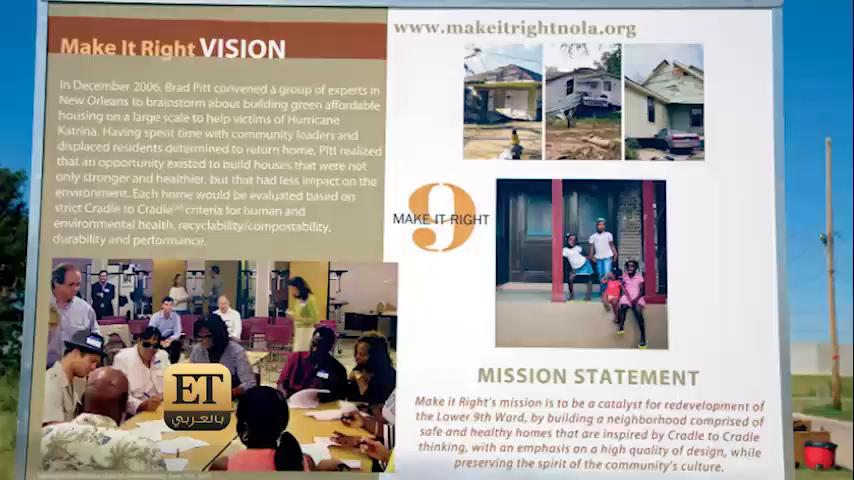 Make It Right VISION
In December 2006, Brad Pitt convened a group of experts in
New Orleans to brainstorm about building green affordable
housing on a large scale to help victims of Hurricane
Katrina. Having spent time with community leaders and
displaced residents determined to return home, Pitt realized
that an opportunity existed to build houses that were not
only stronger and healthier, but that had less impact on the
environment. Each home would be evaluated based on
strict Cradle to Cradle℠ criteria for human and
environmental health, recyclability/compostability,
durability and performance.
ET
بالعربي
www.makeitrightnola.org
9
MAKE IT RIGHT
MISSION STATEMENT
Make it Right's mission is to be a catalyst for redevelopment of
the Lower 9th Ward, by building a neighborhood comprised of
safe and healthy homes that are inspired by Cradle to Cradle
thinking, with an emphasis on a high quality of design, while
preserving the spirit of the community's culture.